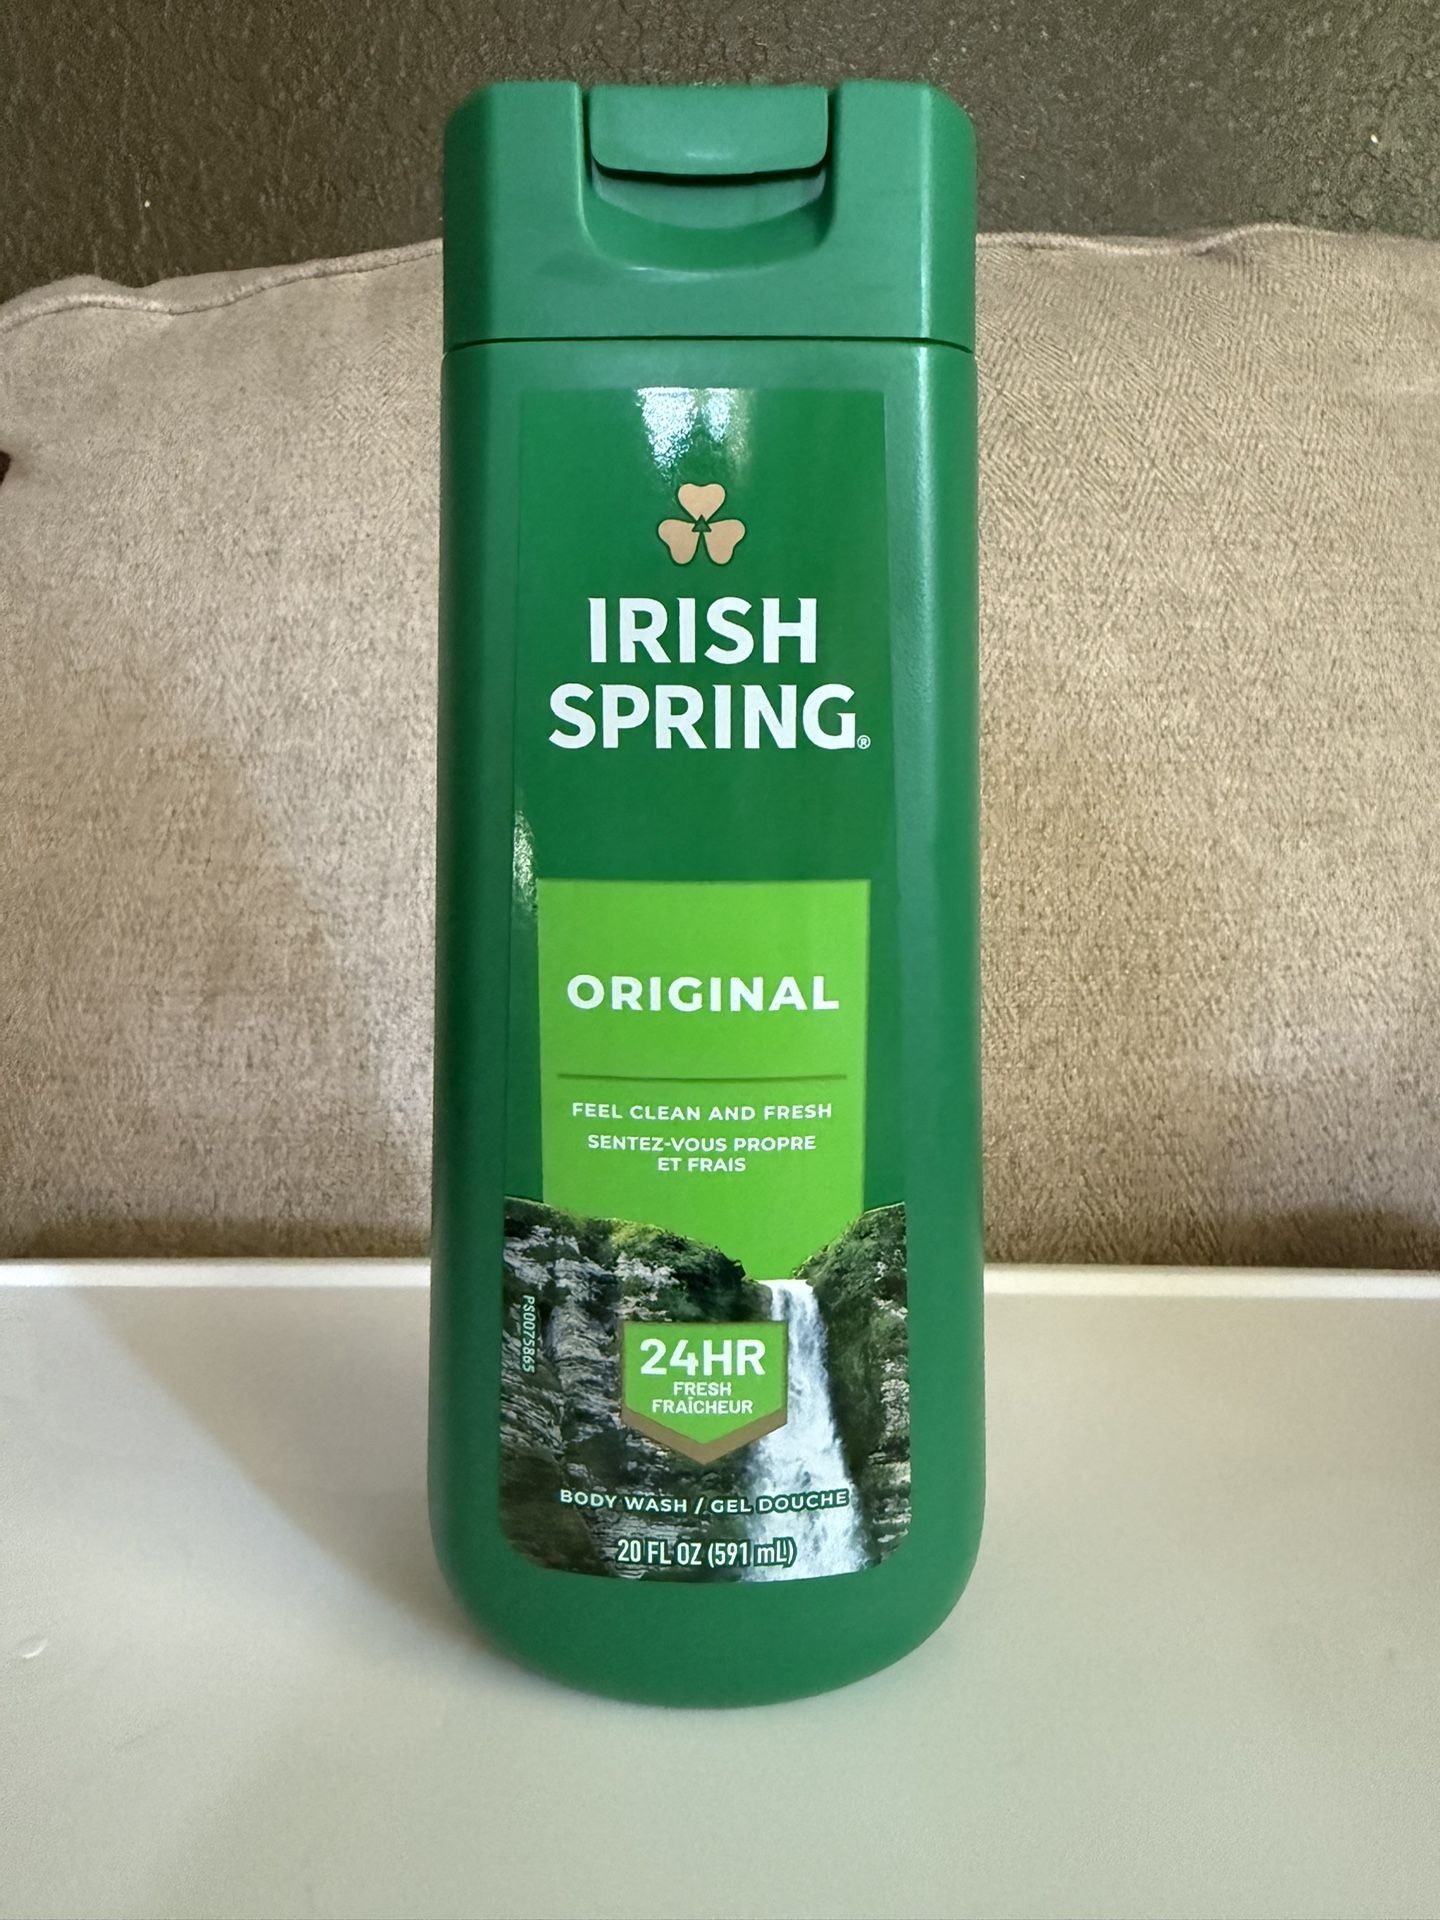 IRISH
SPRING®
ORIGINAL
FEEL CLEAN AND FRESH
SENTEZ-VOUS PROPRE
ET FRAIS
PS0075865
24HR
FRESH
FRAÎCHEUR
BODY WASH / GEL DOUCHE
20 FL OZ (591 mL)